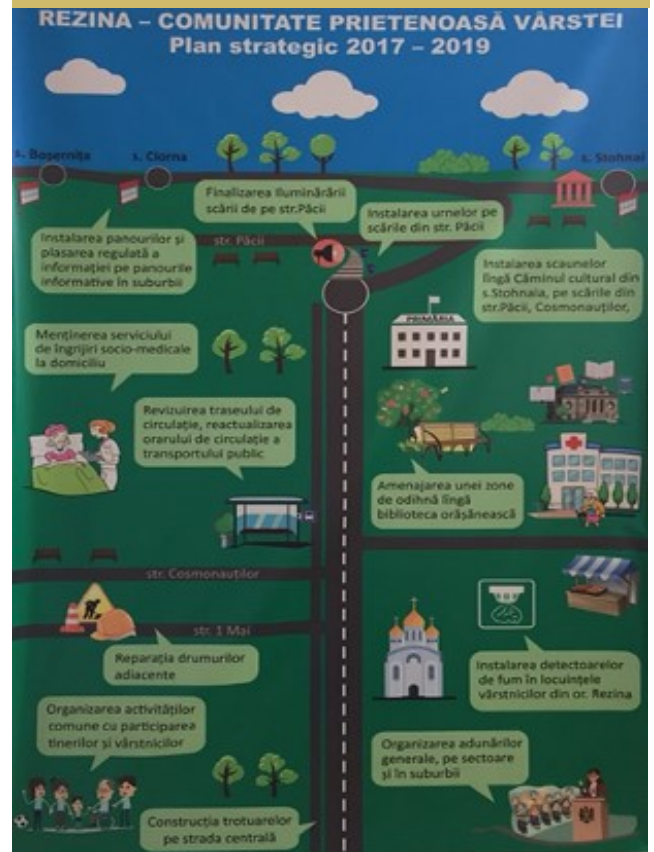 REZINA – COMUNITATE PRIETENOASĂ VÂRSTEI
Plan strategic 2017 – 2019
s. Boșernița
s. Ciorna
s. Stohnai
Finalizarea iluminărării
scării de pe str.Păcii
Instalarea urnelor pe
scările din str. Păcii
str. Păcii
Instalarea panourilor și
plasarea regulată a
informației pe panourile
informative în suburbii
Instalarea scaunelor
lîngă Căminul cultural din
s.Stohnaia, pe scările din
str.Păcii, Cosmonauților,
PRIMĂRIA
Menținerea serviciului
de îngrijiri socio-medicale
la domiciliu
Revizuirea traseului de
circulație, reactualizarea
orarului de circulație a
transportului public
Amenajarea unei zone
de odihnă lîngă
biblioteca orășănească
str. Cosmonauților
str. 1 Mai
Reparația drumurilor
adiacente
Instalarea detectoarelor
de fum în locuințele
vârstnicilor din or. Rezina
Organizarea activităților
comune cu participarea
tinerilor și vârstnicilor
Organizarea adunărilor
generale, pe sectoare
și în suburbii
Construcția trotuarelor
pe strada centrală